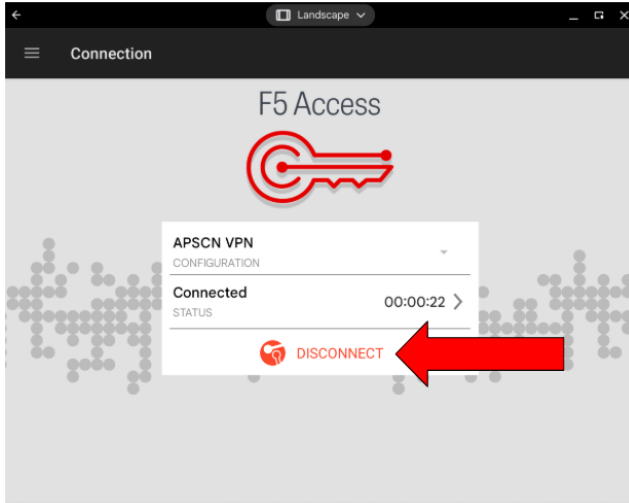 Landscape
Connection
F5 Access
APSCN VPN
CONFIGURATION
Connected
00:00:22
STATUS
DISCONNECT